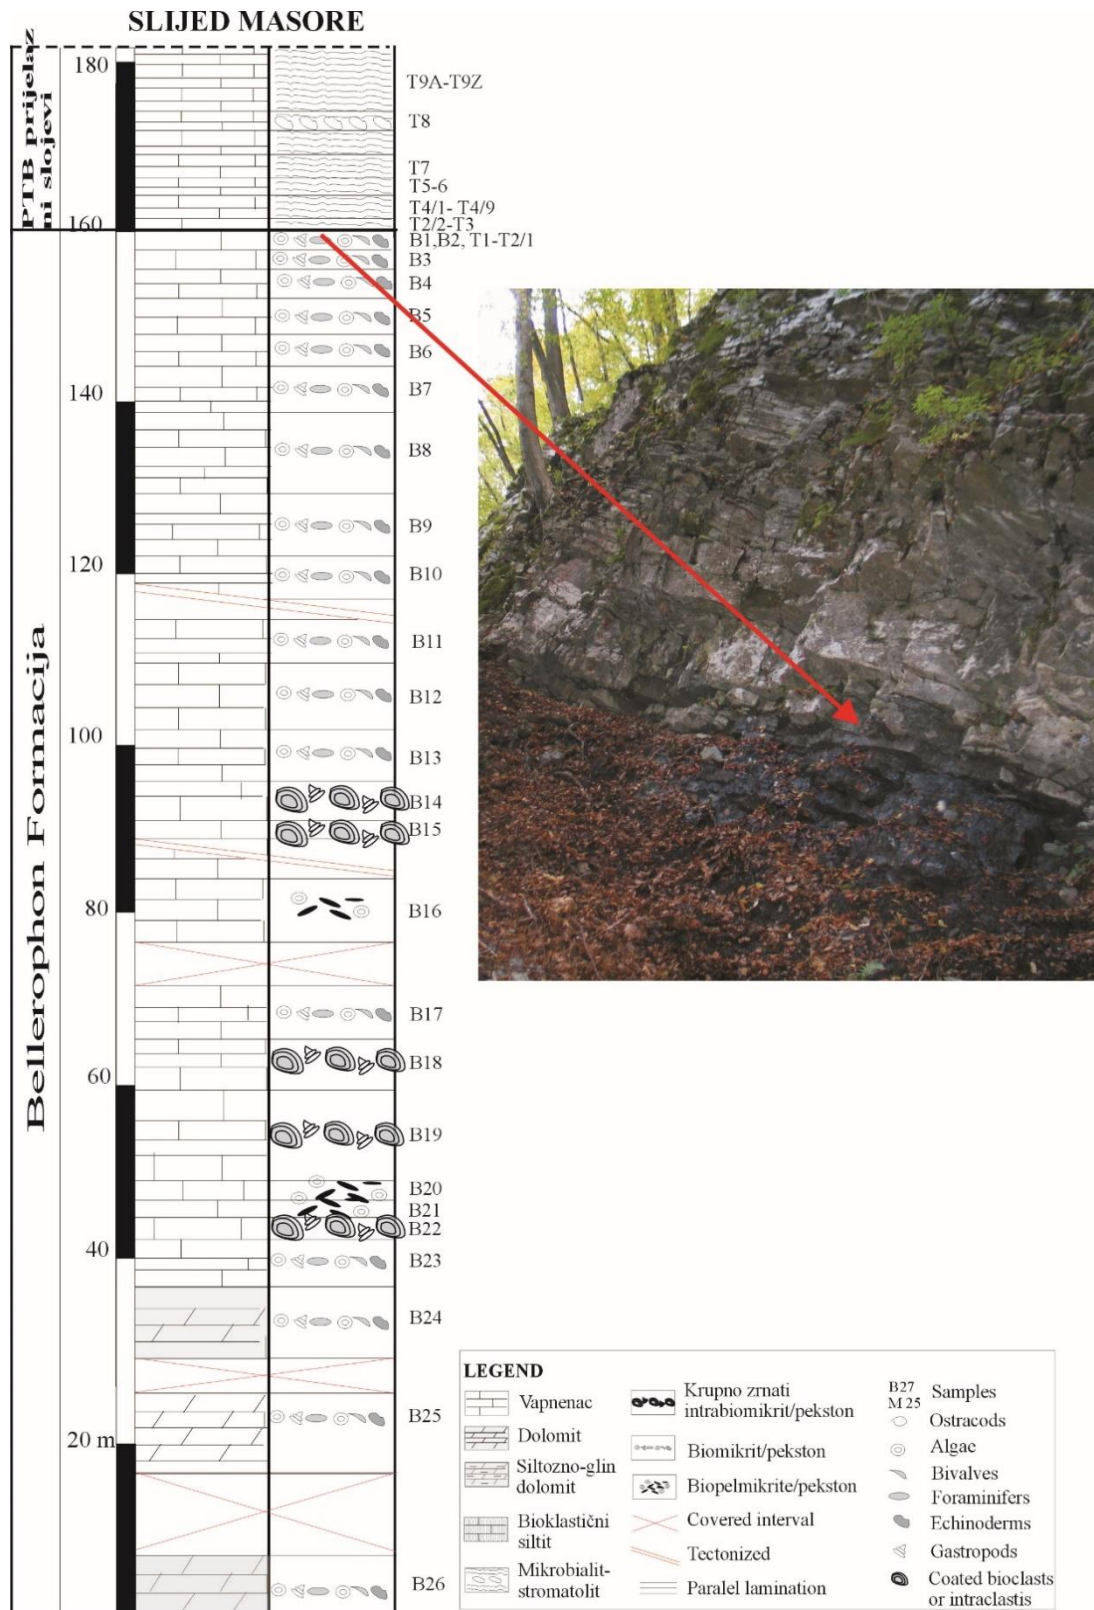 SLIJED MASORE
PTB prijelaz
ni slojevi
Bellerophon Formacija
180
160
140
120
100
80
60
40
20 m
T9A-T9Z
T8
T7
T5-6
T4/1- T4/9
T2/2-T3
B1,B2, T1-T2/1
B3
B4
B5
B6
B7
B8
B9
B10
B11
B12
B13
B14
B15
B16
B17
B18
B19
B20
B21
B22
B23
B24
B25
B26
LEGEND
Vapnenac
Dolomit
Siltozno-glin
dolomit
Bioklastični
siltit
Mikrobialit-
stromatolit
Krupno zrnati
intrabiomikrit/pekston
Biomikrit/pekston
Biopelmikrite/pekston
Covered interval
Tectonized
Paralel lamination
B27
M 25
Samples
Ostracods
Algae
Bivalves
Foraminifers
Echinoderms
Gastropods
Coated bioclasts
or intraclastis